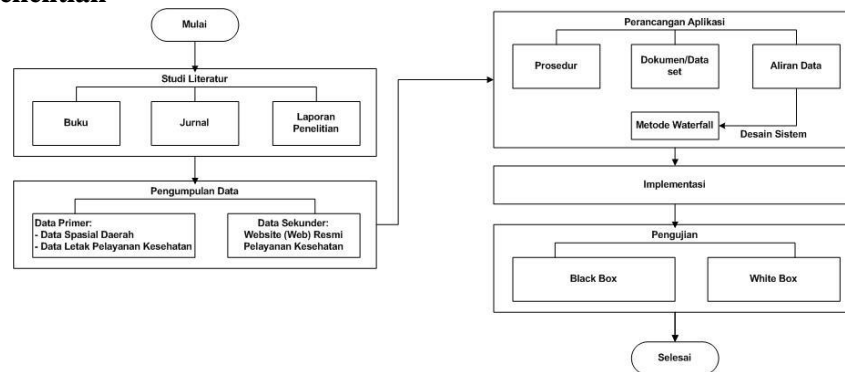 Mulai
Studi Literatur
Buku
Jurnal
Laporan
Penelitian
Pengumpulan Data
Data Primer:
- Data Spasial Daerah
- Data Letak Pelayanan Kesehatan
Data Sekunder:
Website (Web) Resmi
Pelayanan Kesehatan
Perancangan Aplikasi
Prosedur
Dokumen/Data
set
Aliran Data
Metode Waterfall
Desain Sistem
Implementasi
Pengujian
Black Box
White Box
Selesai